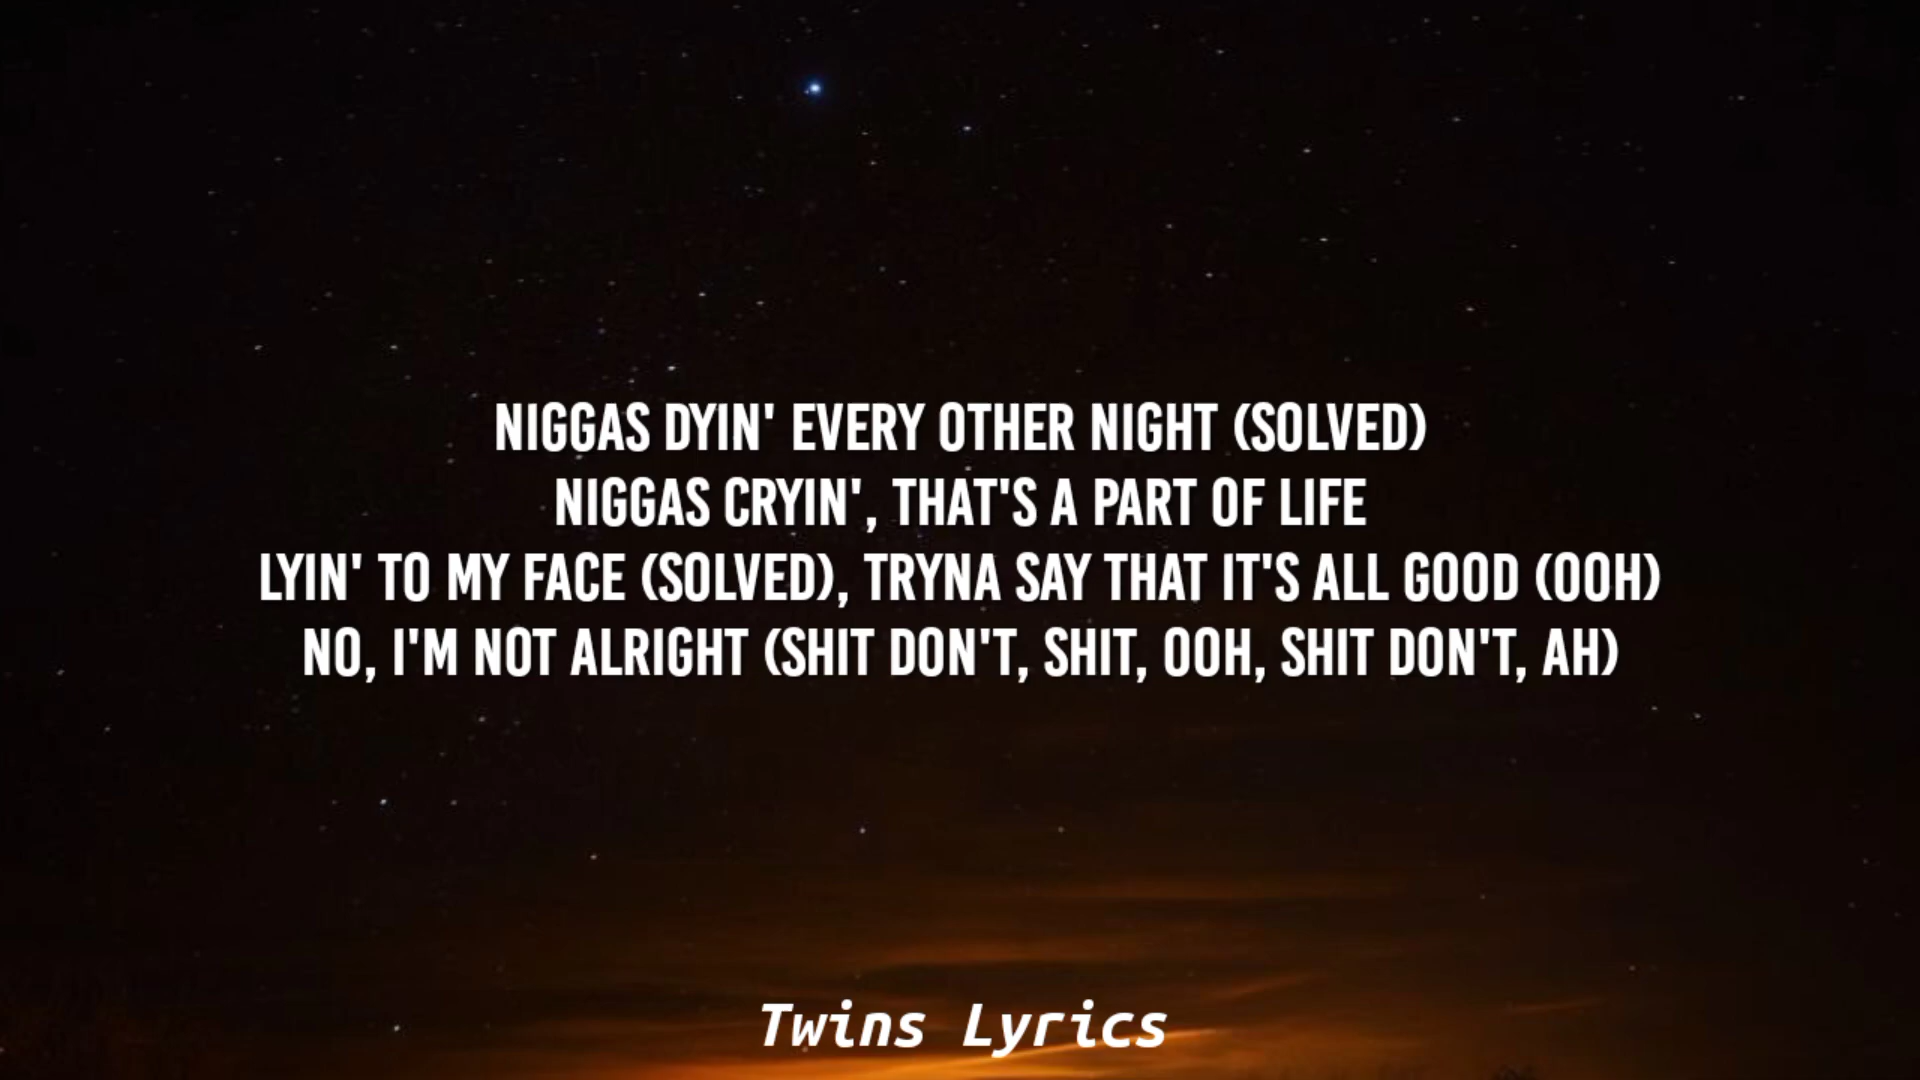 NIGGAS DYIN' EVERY OTHER NIGHT (SOLVED)
NIGGAS CRYIN', THAT'S A PART OF LIFE
LYIN' TO MY FACE (SOLVED), TRYNA SAY THAT IT'S ALL GOOD (OOH)
NO, I'M NOT ALRIGHT (SHIT DON'T, SHIT, OOH, SHIT DON'T, AH)
Twins Lyrics